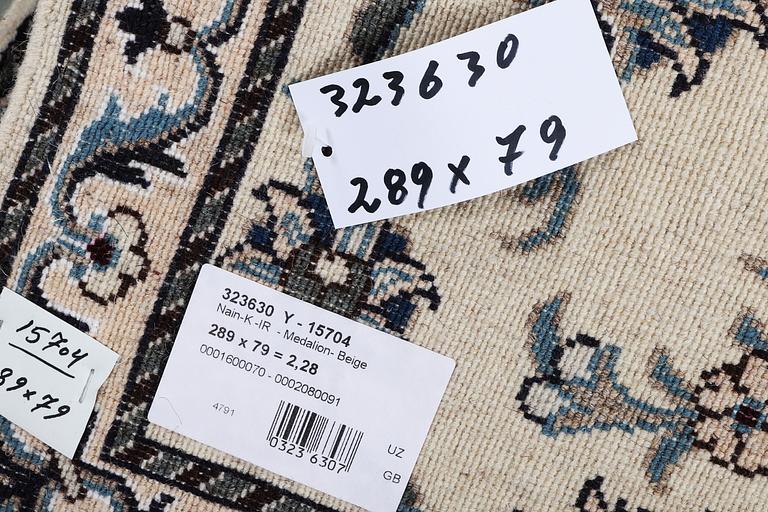 323630
289 x 79
323630 Y - 15704
Nain-K-IR - Medalion- Beige
289 x 79 = 2,28
0001600070 - 0002080091
4791
0323 6307
UZ
GB
15704
89 x 79